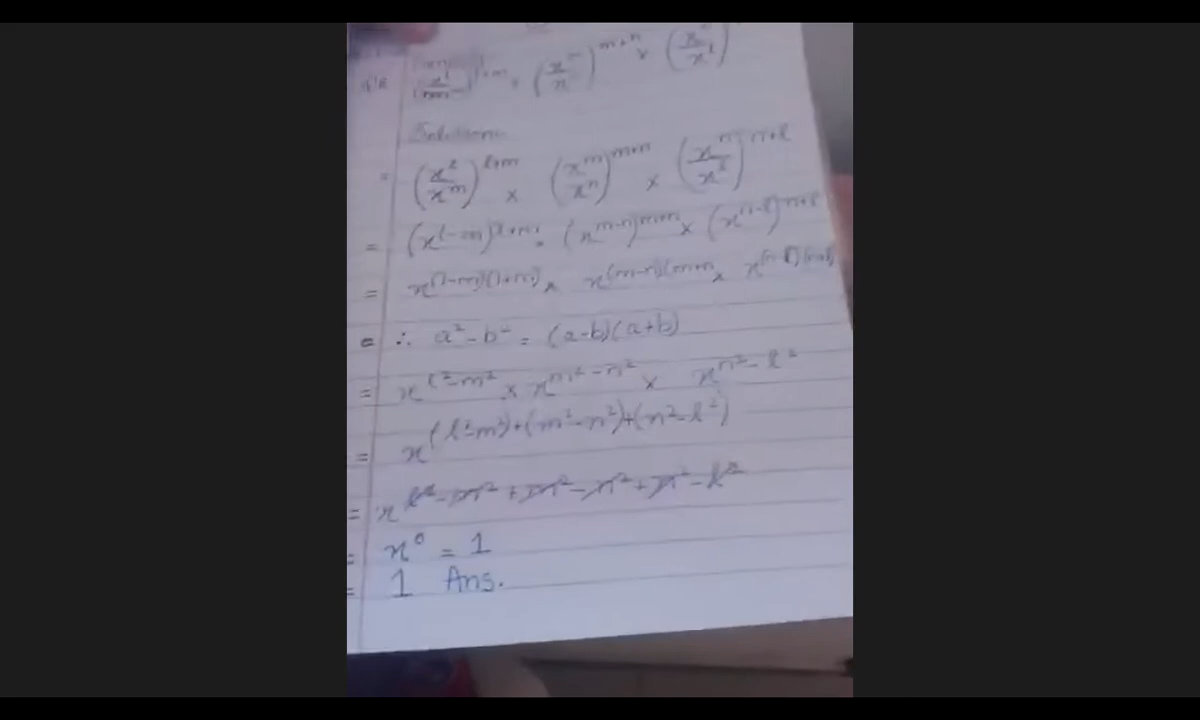 (x^l/x^m)^l+m × (x^m/x^n)^m+n × (x^n/x^l)
Solution:
= (x^l/x^m)^l+m × (x^m/x^n)^m+n × (x^n/x^l)^n+l
= (x^l-m)^l+m × (x^m-n)^m+n × (x^n-l)^n+l
= x^(l-m)(l+m) × x^(m-n)(m+n × x^(n-l)(n+l)
= ∴ a² - b² = (a-b)(a+b)
= x^l²-m² × x^m²-n² × x^n²-l²
= x^(l²-m²)+(m²-n²)+(n²-l²)
= x^l²-m²+m²-n²+n²-l²
= x⁰ = 1
= 1 Ans.